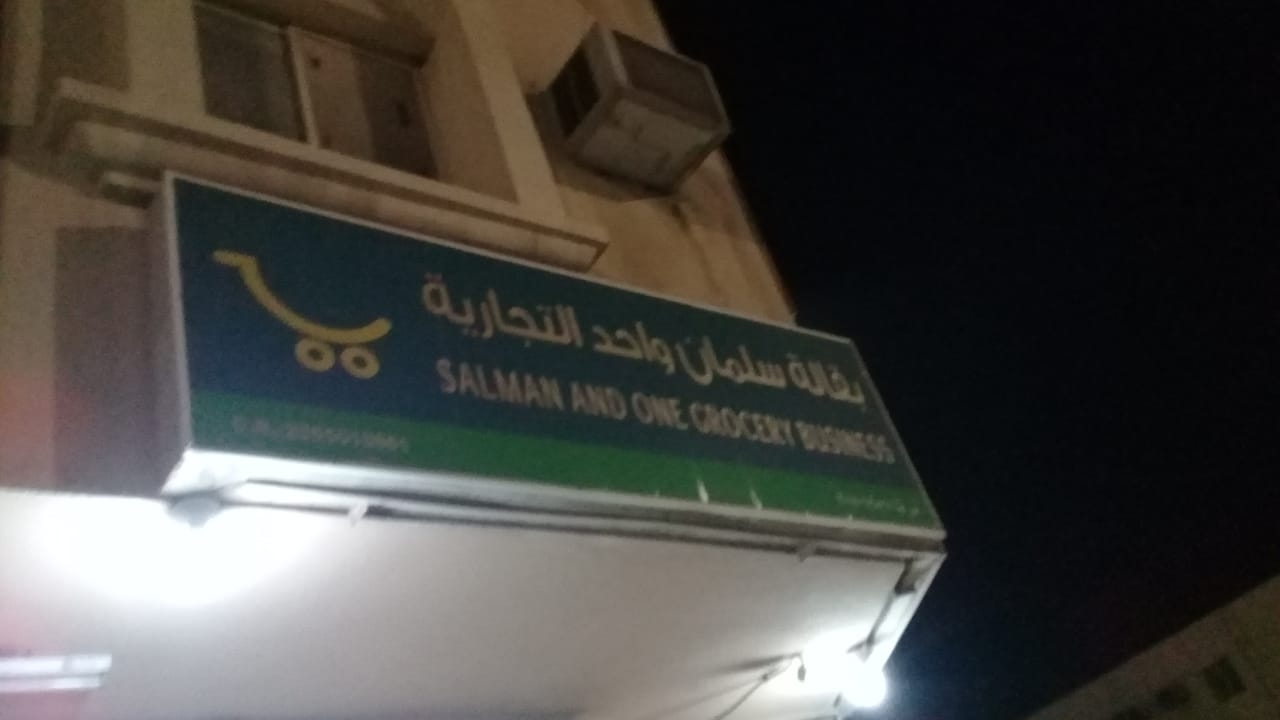 بقالة سلمان واحد التجارية
SALMAN AND ONE GROCERY BUSINESS